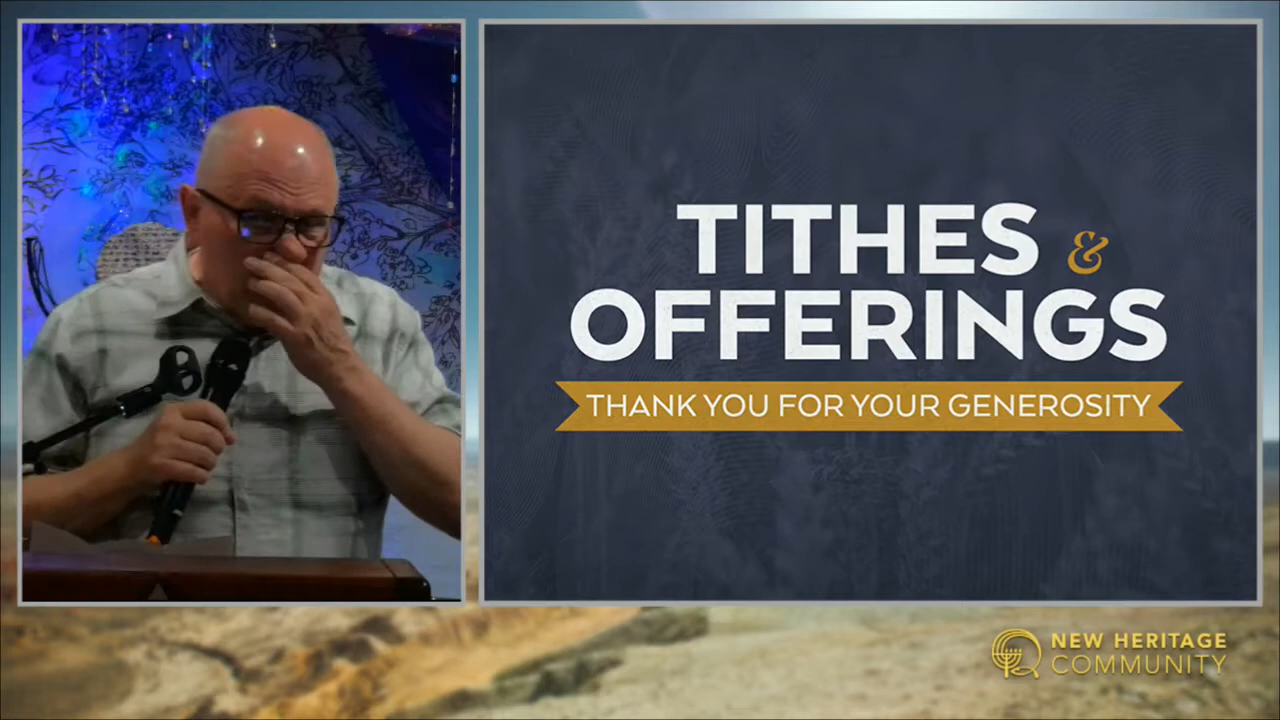 TITHES &
OFFERINGS
THANK YOU FOR YOUR GENEROSITY
NEW HERITAGE
COMMUNITY